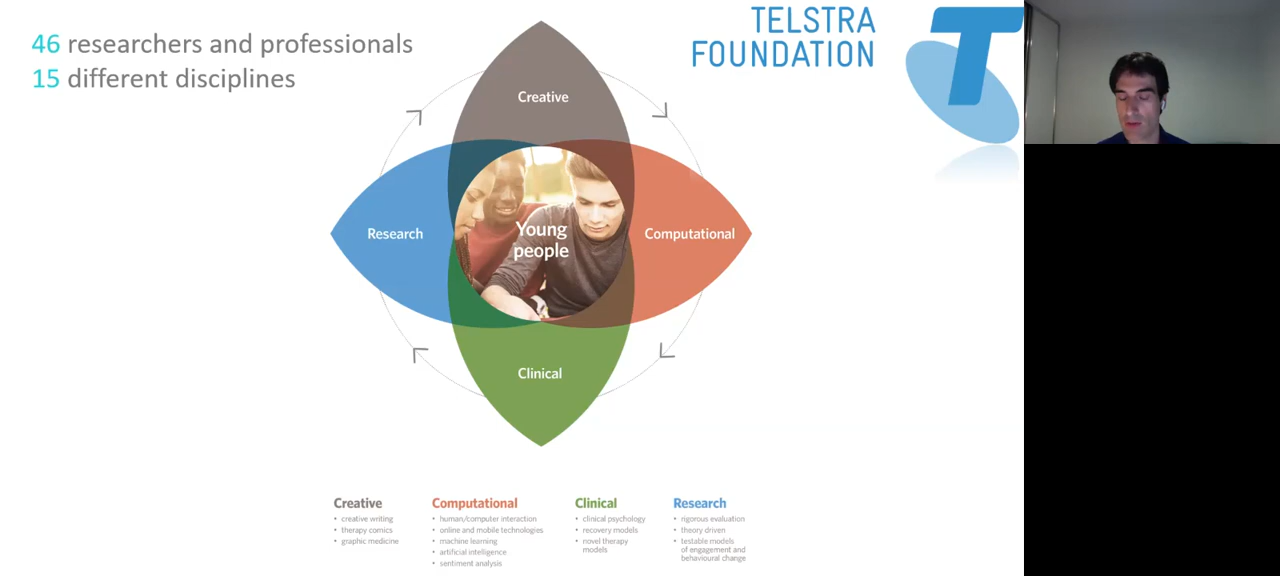 46 researchers and professionals
15 different disciplines
TELSTRA
FOUNDATION
Creative
Research
Young
people
Computational
Clinical
Creative
• creative writing
• therapy comics
• graphic medicine
Computational
• human/computer interaction
• online and mobile technologies
• machine learning
• artificial intelligence
• sentiment analysis
Clinical
• clinical psychology
• recovery models
• novel therapy
models
Research
• rigorous evaluation
• theory driven
• testable models
of engagement and
behavioural change